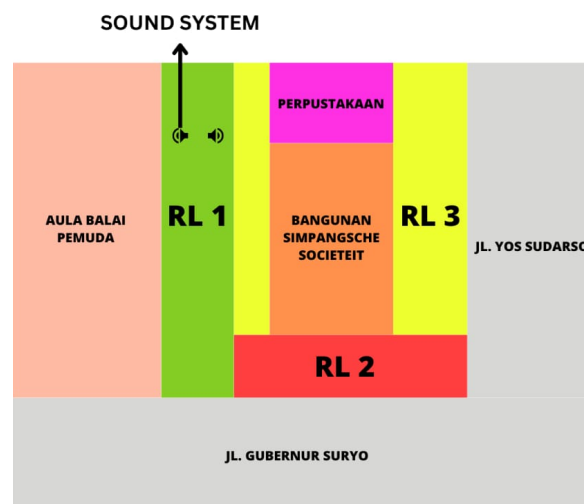 SOUND SYSTEM
PERPUSTAKAAN
AULA BALAI
PEMUDA
RL 1
BANGUNAN
SIMPANGSCHE
SOCIETEIT
RL 3
JL. YOS SUDARSO
RL 2
JL. GUBERNUR SURYO